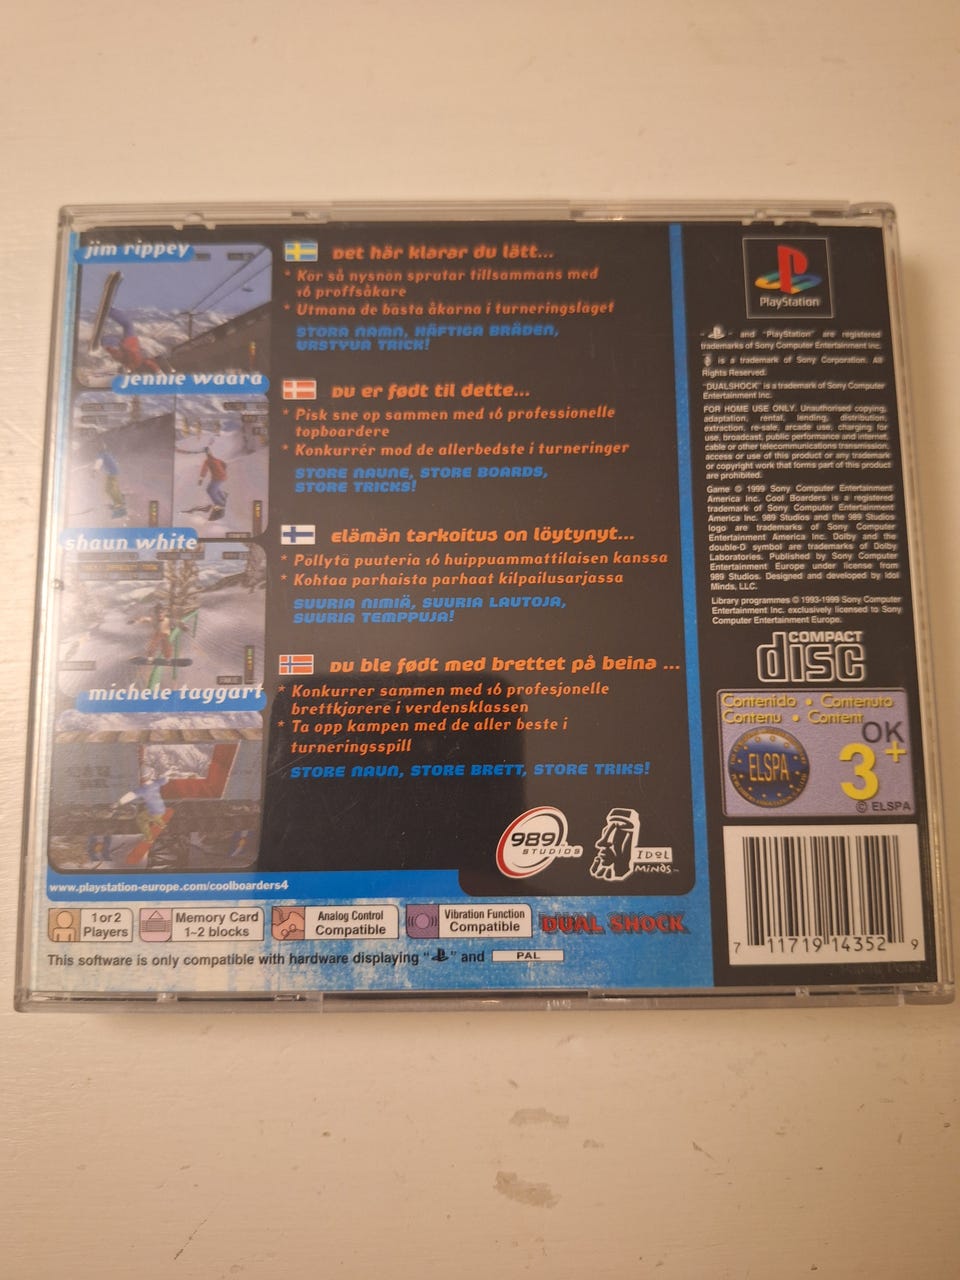 jim rippey
jennie waara
shaun white
michele taggart
Det här klarar du lätt...
* Kör så nysnön sprutar tillsammans med
16 proffsåkare
* Utmana de bästa åkarna i turneringsläget
STORA NAMN, HÄFTIGA BRÄDEN,
URSTYVA TRICK!
Du er født til dette...
* Pisk sne op sammen med 16 professionelle
topboardere
* Konkurrér mod de allerbedste i turneringer
STORE NAVNE, STORE BOARDS,
STORE TRICKS!
Elämän tarkoitus on löytynyt...
* Pöllytä puuteria 16 huippuammattilaisen kanssa
* Kohtaa parhaista parhaat kilpailusarjassa
SUURIA NIMIÄ, SUURIA LAUTOJA,
SUURIA TEMPPUJA!
Du ble født med brettet på beina ...
* Konkurrer sammen med 16 profesjonelle
brettkjørere i verdensklassen
* Ta opp kampen med de aller beste i
turneringsspill
STORE NAVN, STORE BRETT, STORE TRIKS!
989
STUDIOS
IDOL
MINDS™
www.playstation-europe.com/coolboarders4
1 or 2
Players
Memory Card
1~2 blocks
Analog Control
Compatible
Vibration Function
Compatible
DUAL SHOCK
This software is only compatible with hardware displaying " " and PAL
PlayStation
" " and "PlayStation" are registered
trademarks of Sony Computer Entertainment Inc.
is a trademark of Sony Corporation. All
Rights Reserved.
"DUALSHOCK" is a trademark of Sony Computer
Entertainment Inc.
FOR HOME USE ONLY. Unauthorised copying,
adaptation, rental, lending, distribution,
extraction, re-sale, arcade use, charging for
use, broadcast, public performance and internet,
cable or other telecommunications transmission,
access or use of this product or any trademark
or copyright work that forms part of this product
are prohibited.
Game © 1999 Sony Computer Entertainment
America Inc. Cool Boarders is a registered
trademark of Sony Computer Entertainment
America Inc. 989 Studios and the 989 Studios
logo are trademarks of Sony Computer
Entertainment America Inc. Dolby and the
double-D symbol are trademarks of Dolby
Laboratories. Published by Sony Computer
Entertainment Europe under license from
989 Studios. Designed and developed by Idol
Minds, LLC.
Library programmes © 1993-1999 Sony Computer
Entertainment Inc. exclusively licensed to Sony
Computer Entertainment Europe.
COMPACT
disc
Contenido • Contenuto
Contenu • Content
OK
3+
ELSPA
© ELSPA
7 11719 14352 9